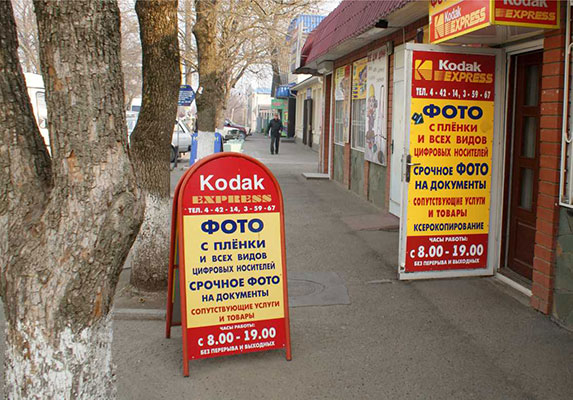 Kodak
EXPRESS
ТЕЛ. 4 - 42 - 14, 3 - 59 - 67
ФОТО
С ПЛЁНКИ
И ВСЕХ ВИДОВ
ЦИФРОВЫХ НОСИТЕЛЕЙ
СРОЧНОЕ ФОТО
НА ДОКУМЕНТЫ
СОПУТСТВУЮЩИЕ УСЛУГИ
И ТОВАРЫ
ЧАСЫ РАБОТЫ:
С 8.00 - 19.00
БЕЗ ПЕРЕРЫВА И ВЫХОДНЫХ
Kodak
EXPRESS
Kodak
EXPRESS
Kodak
EXPRESS
ТЕЛ. 4 - 42 - 14, 3 - 59 - 67
ФОТО
С ПЛЁНКИ
И ВСЕХ ВИДОВ
ЦИФРОВЫХ НОСИТЕЛЕЙ
СРОЧНОЕ ФОТО
НА ДОКУМЕНТЫ
СОПУТСТВУЮЩИЕ УСЛУГИ
И ТОВАРЫ
КСЕРОКОПИРОВАНИЕ
ЧАСЫ РАБОТЫ:
С 8.00 - 19.00
БЕЗ ПЕРЕРЫВА И ВЫХОДНЫХ